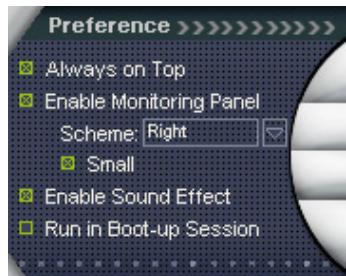 Preference >>>>>>>>>>>
Always on Top
Enable Monitoring Panel
Scheme: Right
Small
Enable Sound Effect
Run in Boot-up Session